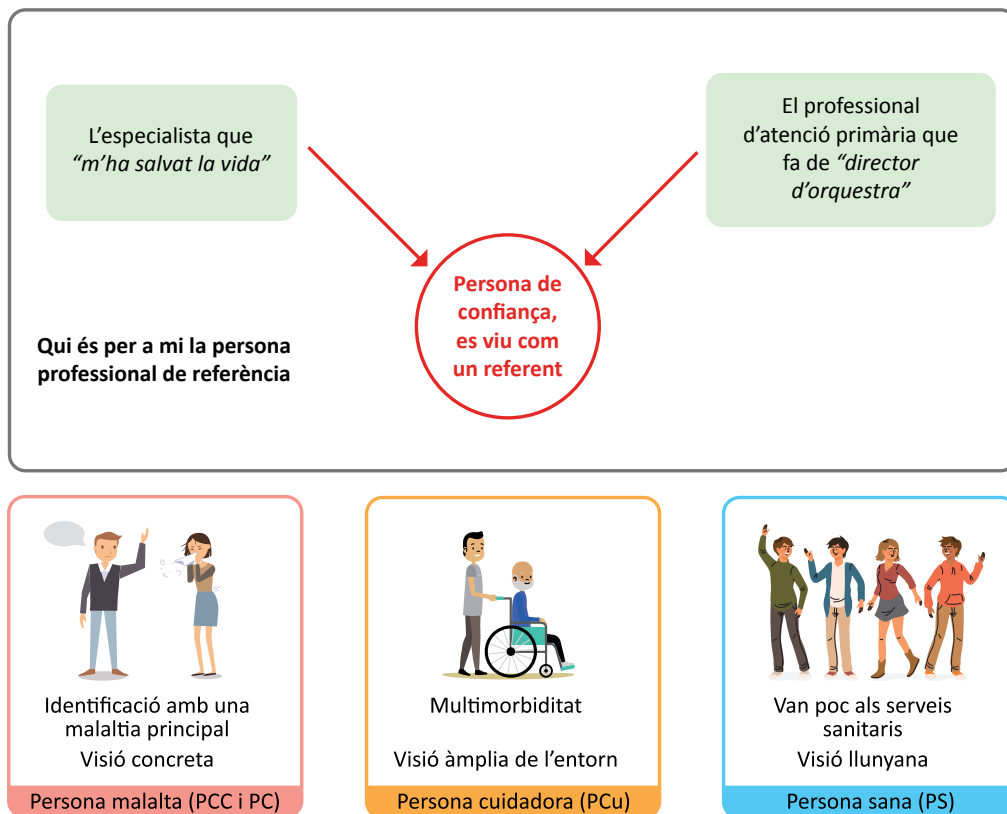 L’especialista que
“m’ha salvat la vida”
El professional
d’atenció primària que
fa de “director
d’orquestra”
Persona de
confiança,
es viu com
un referent
Qui és per a mi la persona
professional de referència
Identificació amb una
malaltia principal
Visió concreta
Persona malalta (PCC i PC)
Multimorbiditat
Visió àmplia de l’entorn
Persona cuidadora (PCu)
Van poc als serveis
sanitaris
Visió llunyana
Persona sana (PS)